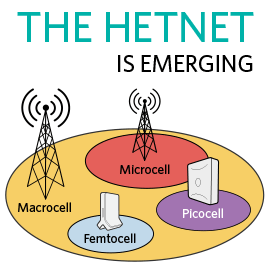 THE HETNET
IS EMERGING
Microcell
Macrocell
Picocell
Femtocell